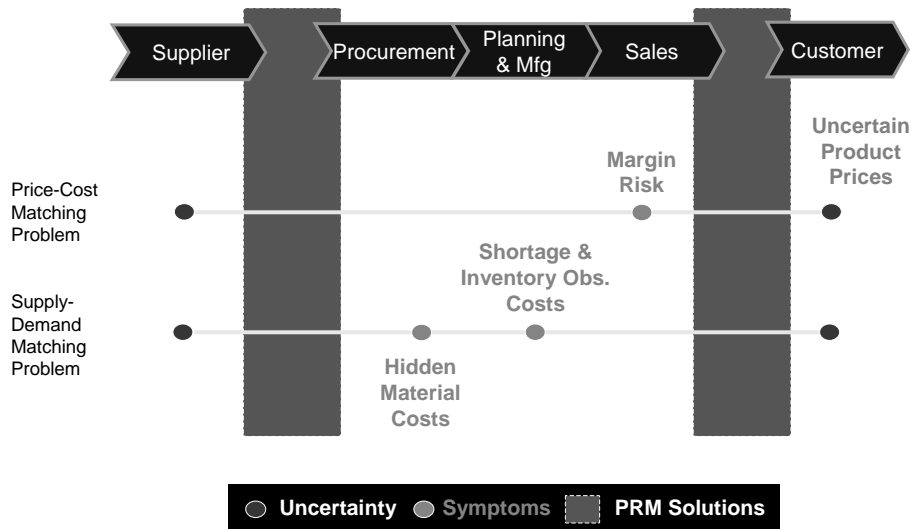 Supplier
Procurement
Planning
& Mfg
Sales
Customer
Uncertain
Product
Prices
Margin
Risk
Price-Cost
Matching
Problem
Shortage &
Inventory Obs.
Costs
Supply-
Demand
Matching
Problem
Hidden
Material
Costs
Uncertainty
Symptoms
PRM Solutions